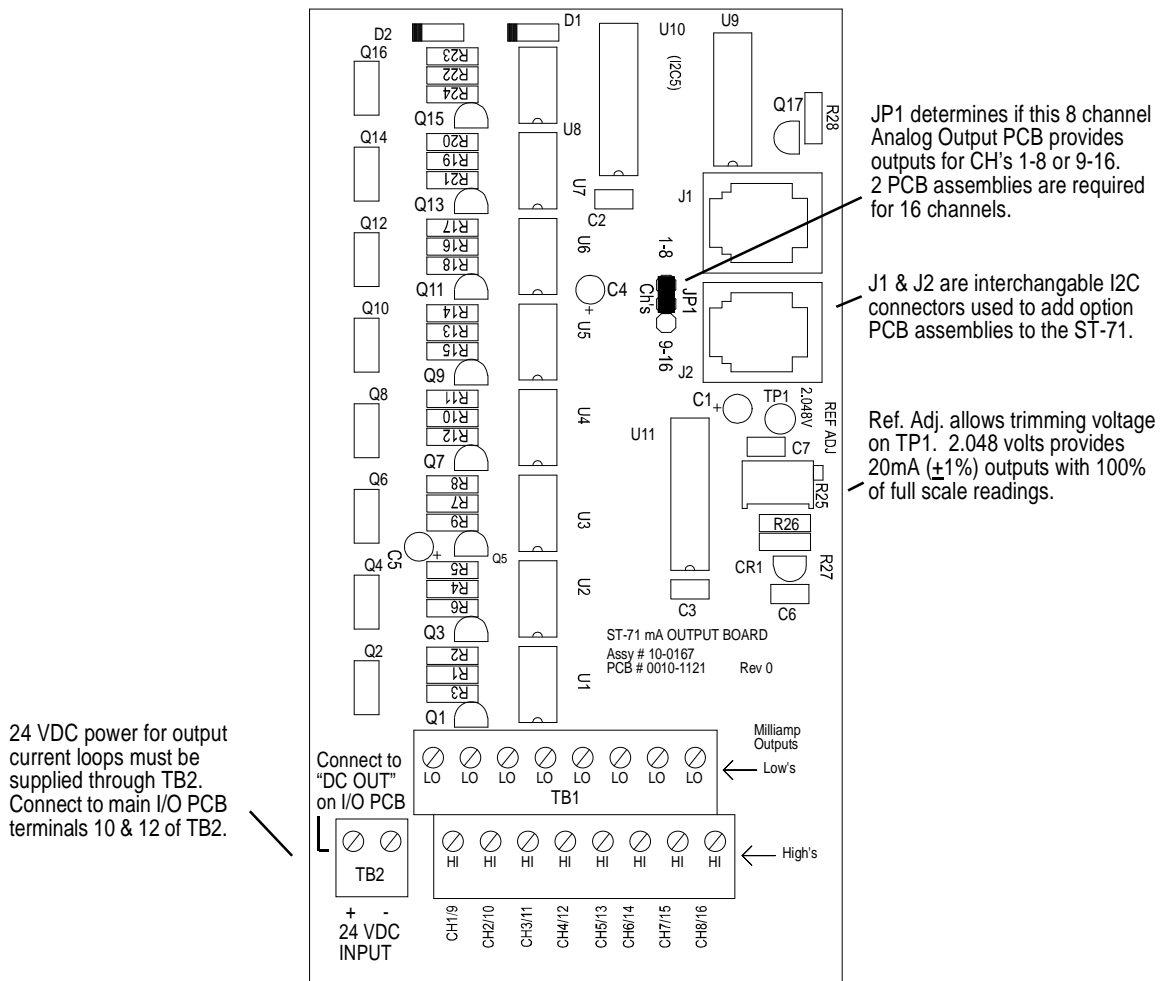 D2
D1
U10
U9
Q16
R23
R22
R24
(I2C5)
Q17
R28
Q15
U8
Q14
R20
R19
R21
U7
Q13
C2
J1
Q12
R17
R16
R18
U6
1-8
Q11
C4
+
Ch's
JP1
Q10
R14
R13
R15
U5
9-16
Q9
J2
Q8
R11
R10
R12
U4
C1
+
TP1
2.048V
REF ADJ
U11
Q7
C7
Q6
R8
R7
R9
U3
R25
C5
+
Q5
R26
R27
CR1
Q4
R5
R4
R6
U2
C3
C6
Q3
ST-71 mA OUTPUT BOARD
Assy # 10-0167
PCB # 0010-1121 Rev 0
Q2
R2
R1
R3
U1
Q1
JP1 determines if this 8 channel
Analog Output PCB provides
outputs for CH's 1-8 or 9-16.
2 PCB assemblies are required
for 16 channels.
J1 & J2 are interchangable I2C
connectors used to add option
PCB assemblies to the ST-71.
Ref. Adj. allows trimming voltage
on TP1. 2.048 volts provides
20mA (±1%) outputs with 100%
of full scale readings.
24 VDC power for output
current loops must be
supplied through TB2.
Connect to main I/O PCB
terminals 10 & 12 of TB2.
Connect to
“DC OUT”
on I/O PCB
Milliamp
Outputs
Low's
LO LO LO LO LO LO LO LO
TB1
HI HI HI HI HI HI HI HI
High's
TB2
+ -
24 VDC
INPUT
CH1/9
CH2/10
CH3/11
CH4/12
CH5/13
CH6/14
CH7/15
CH8/16